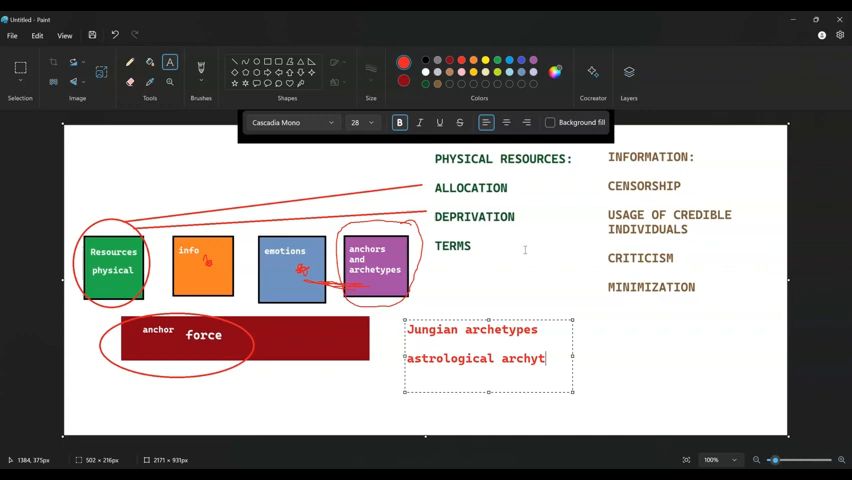 Untitled - Paint
File Edit View
Selection
Image
Tools
Brushes
Shapes
Size
Colors
Cocreator
Layers
Cascadia Mono
28
B I U S
Background fill
PHYSICAL RESOURCES:
ALLOCATION
DEPRIVATION
TERMS
INFORMATION:
CENSORSHIP
USAGE OF CREDIBLE
INDIVIDUALS
CRITICISM
MINIMIZATION
Resources
physical
info
emotions
anchors
and
archetypes
anchor force
Jungian archetypes
astrological archyt
1384, 375px
502 × 216px
2171 × 931px
100%